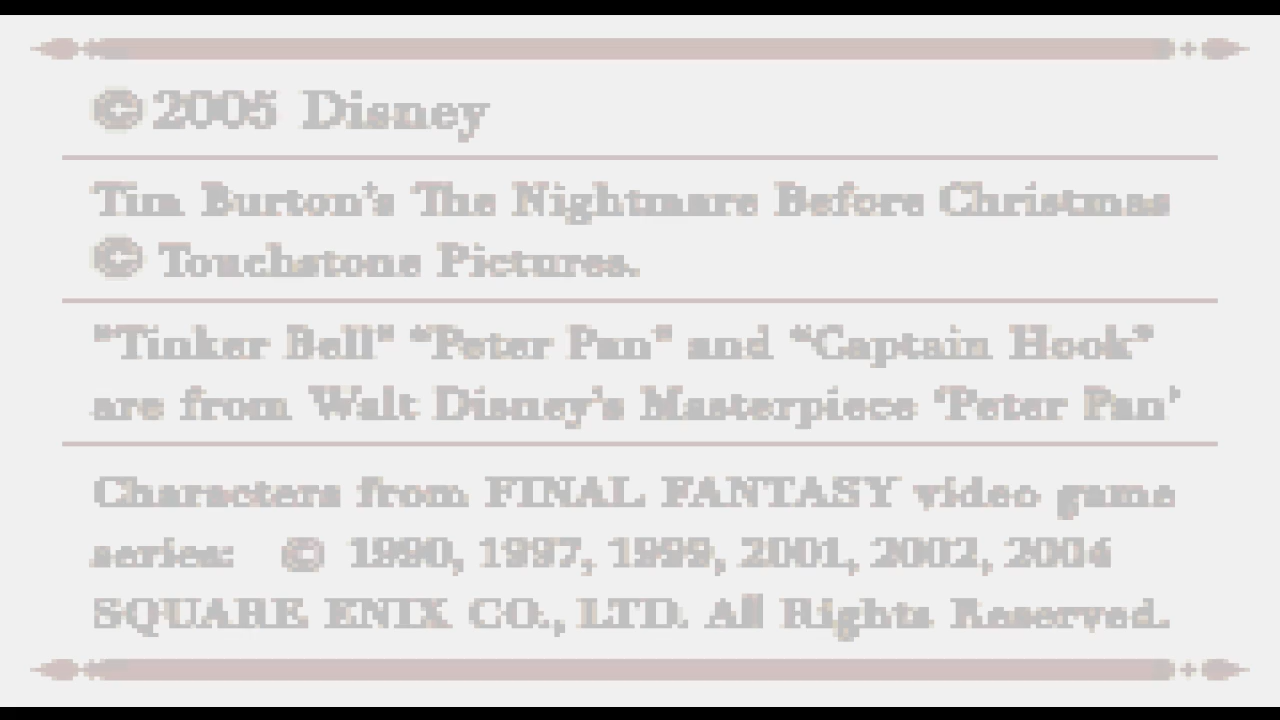 © 2005 Disney
Tim Burton's The Nightmare Before Christmas
© Touchstone Pictures.
"Tinker Bell" "Peter Pan" and "Captain Hook"
are from Walt Disney's Masterpiece 'Peter Pan'
Characters from FINAL FANTASY video game
series: © 1990, 1997, 1999, 2001, 2002, 2004
SQUARE ENIX CO., LTD. All Rights Reserved.